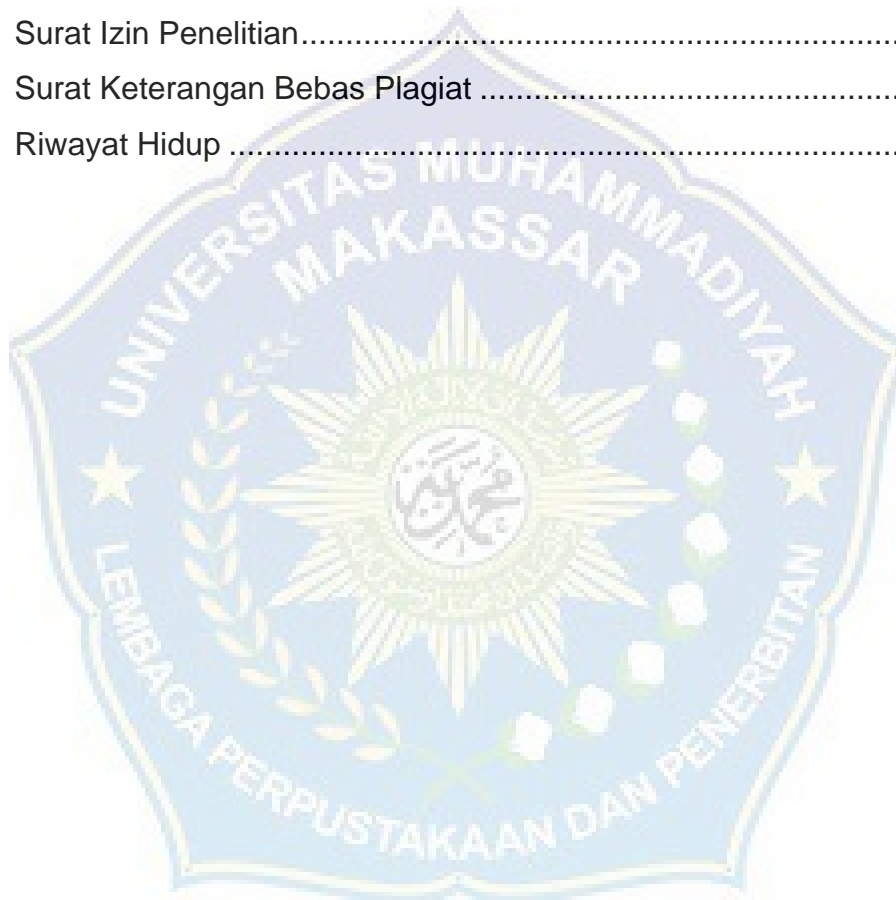 Surat Izin Penelitian............................................................................
Surat Keterangan Bebas Plagiat ....................................................
Riwayat Hidup ....................................................................................
UNIVERSITAS MUHAMMADIYAH
MAKASSAR
LEMBAGA PERPUSTAKAAN DAN PENERBITAN